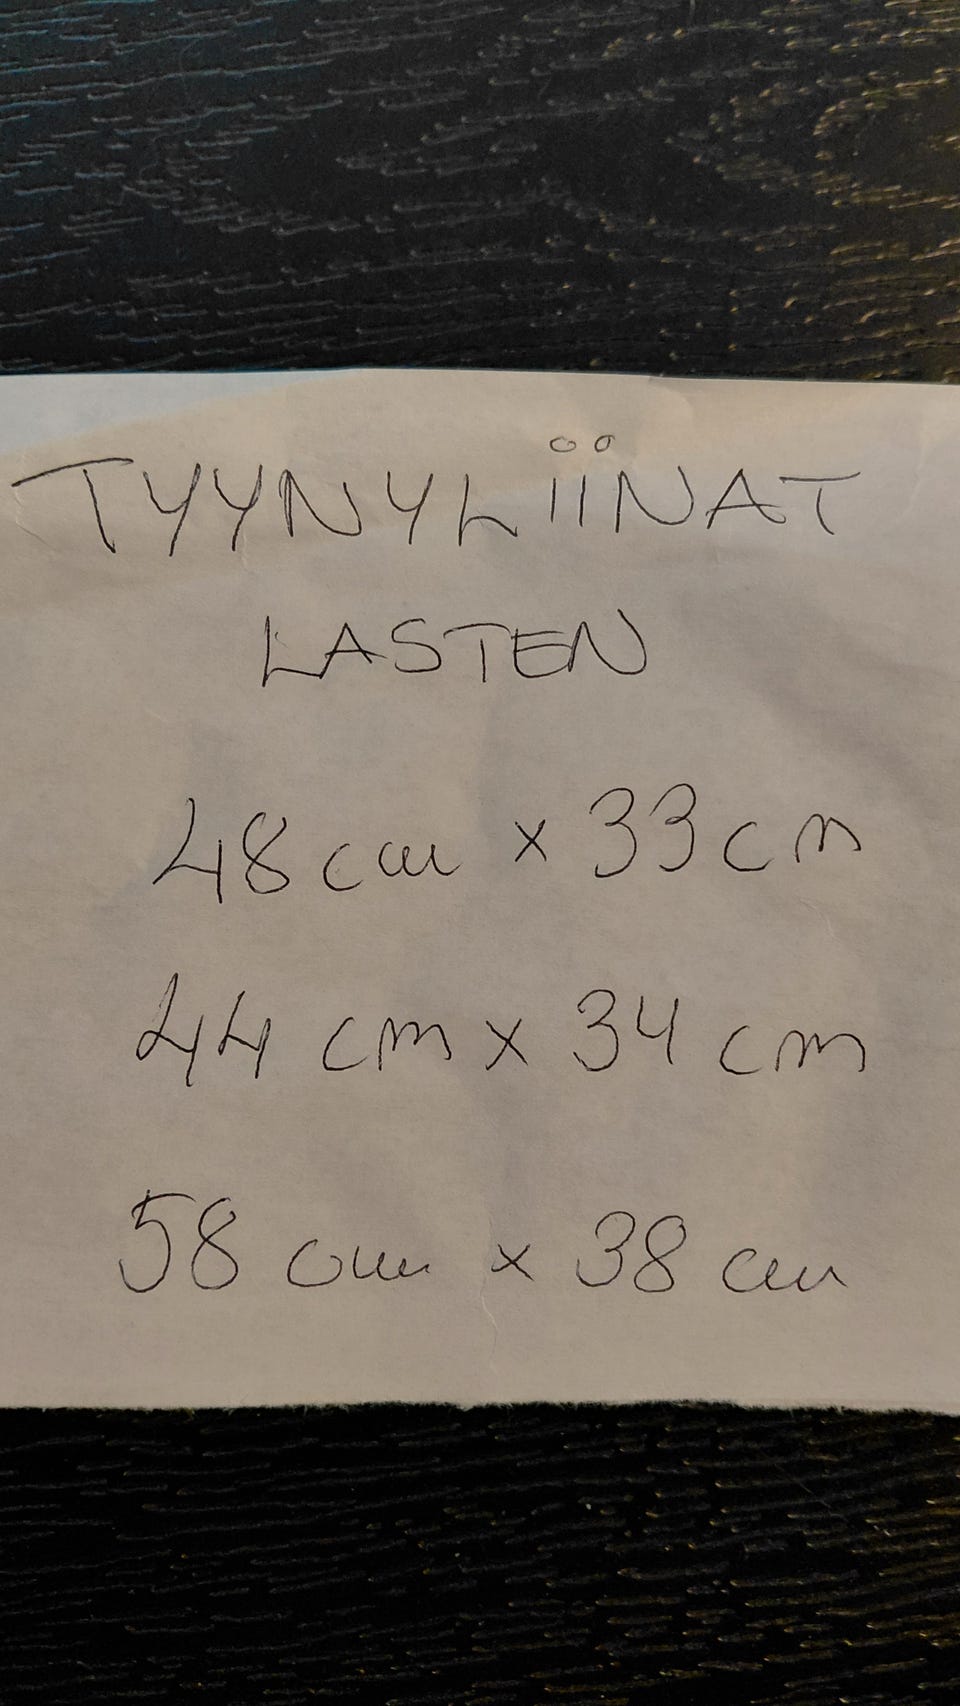 TYYNYLiiNAT
LASTEN
48 cm x 33 cm
44 cm x 34 cm
58 cm x 38 cm